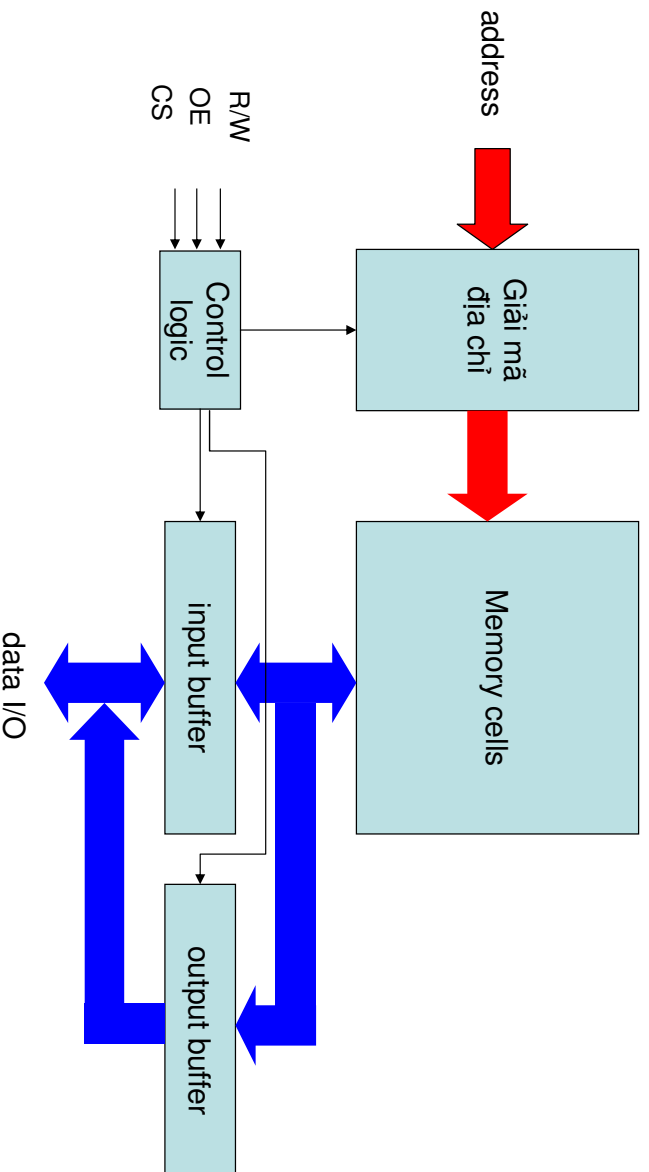 address
Giải mã
địa chỉ
Memory cells
R/W
OE
CS
Control
logic
input buffer
output buffer
data I/O